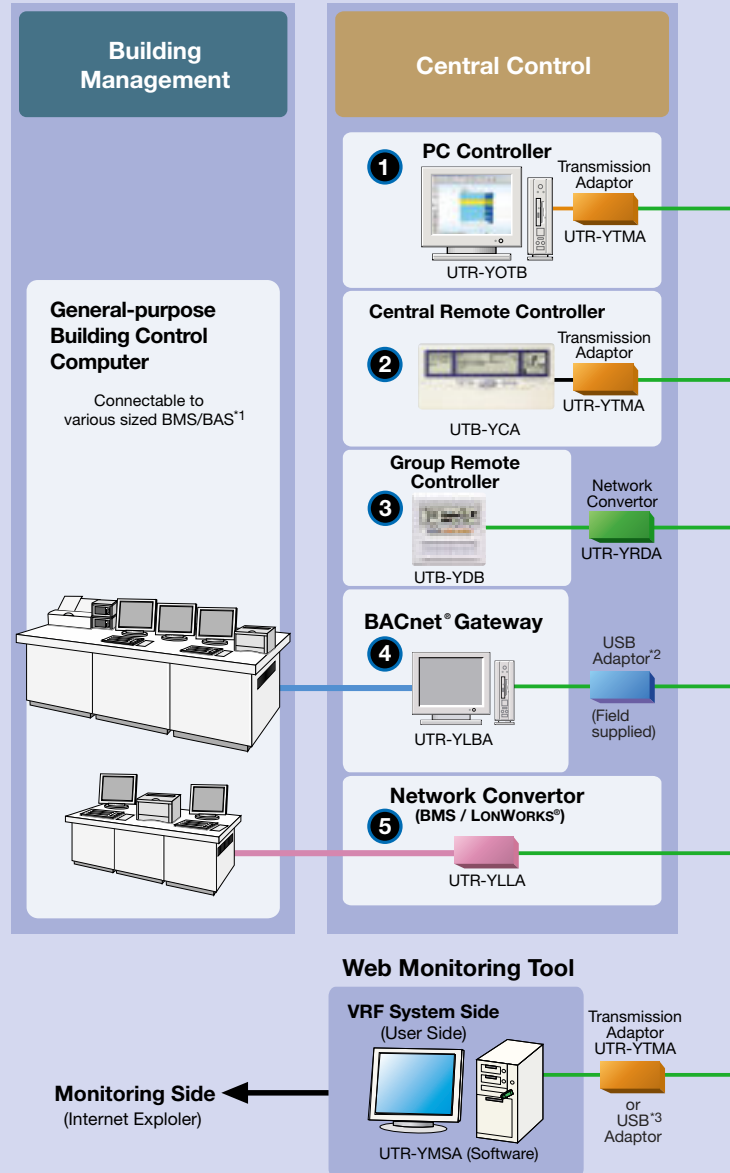 Building
Management
Central Control
1
PC Controller
Transmission
Adaptor
UTR-YTMA
UTR-YOTB
General-purpose
Building Control
Computer
Connectable to
various sized BMS/BAS*1
Central Remote Controller
2
Transmission
Adaptor
UTR-YTMA
UTB-YCA
Group Remote
Controller
3
Network
Convertor
UTR-YRDA
UTB-YDB
BACnet® Gateway
4
USB
Adaptor*2
(Field
supplied)
UTR-YLBA
Network Convertor
(BMS / LONWORKS®)
5
UTR-YLLA
Web Monitoring Tool
VRF System Side
(User Side)
Transmission
Adaptor
UTR-YTMA
or
USB*3
Adaptor
Monitoring Side
(Internet Exploler)
UTR-YMSA (Software)